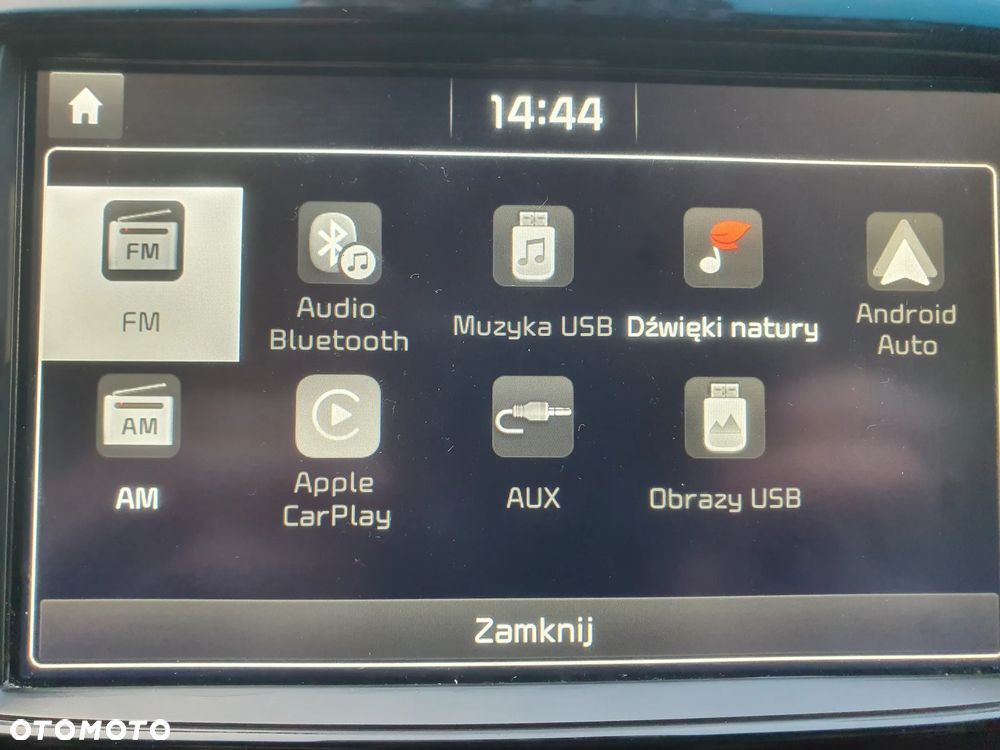 14:44
FM
FM
Audio
Bluetooth
Muzyka USB
Dźwięki natury
Android
Auto
AM
AM
Apple
CarPlay
AUX
Obrazy USB
Zamknij
OTOMOTO